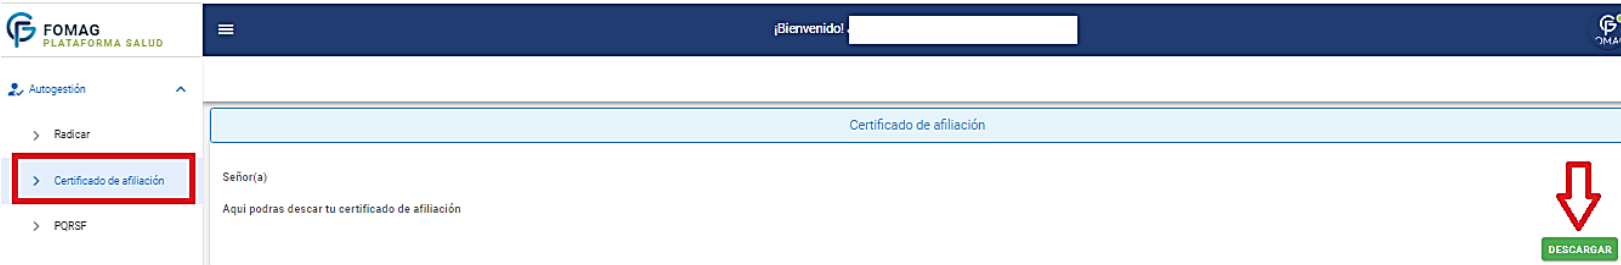 FOMAG
PLATAFORMA SALUD
¡Bienvenido!
Autogestión
Radicar
Certificado de afiliación
PQRSF
Certificado de afiliación
Señor(a)
Aqui podras descar tu certificado de afiliación
DESCARGAR